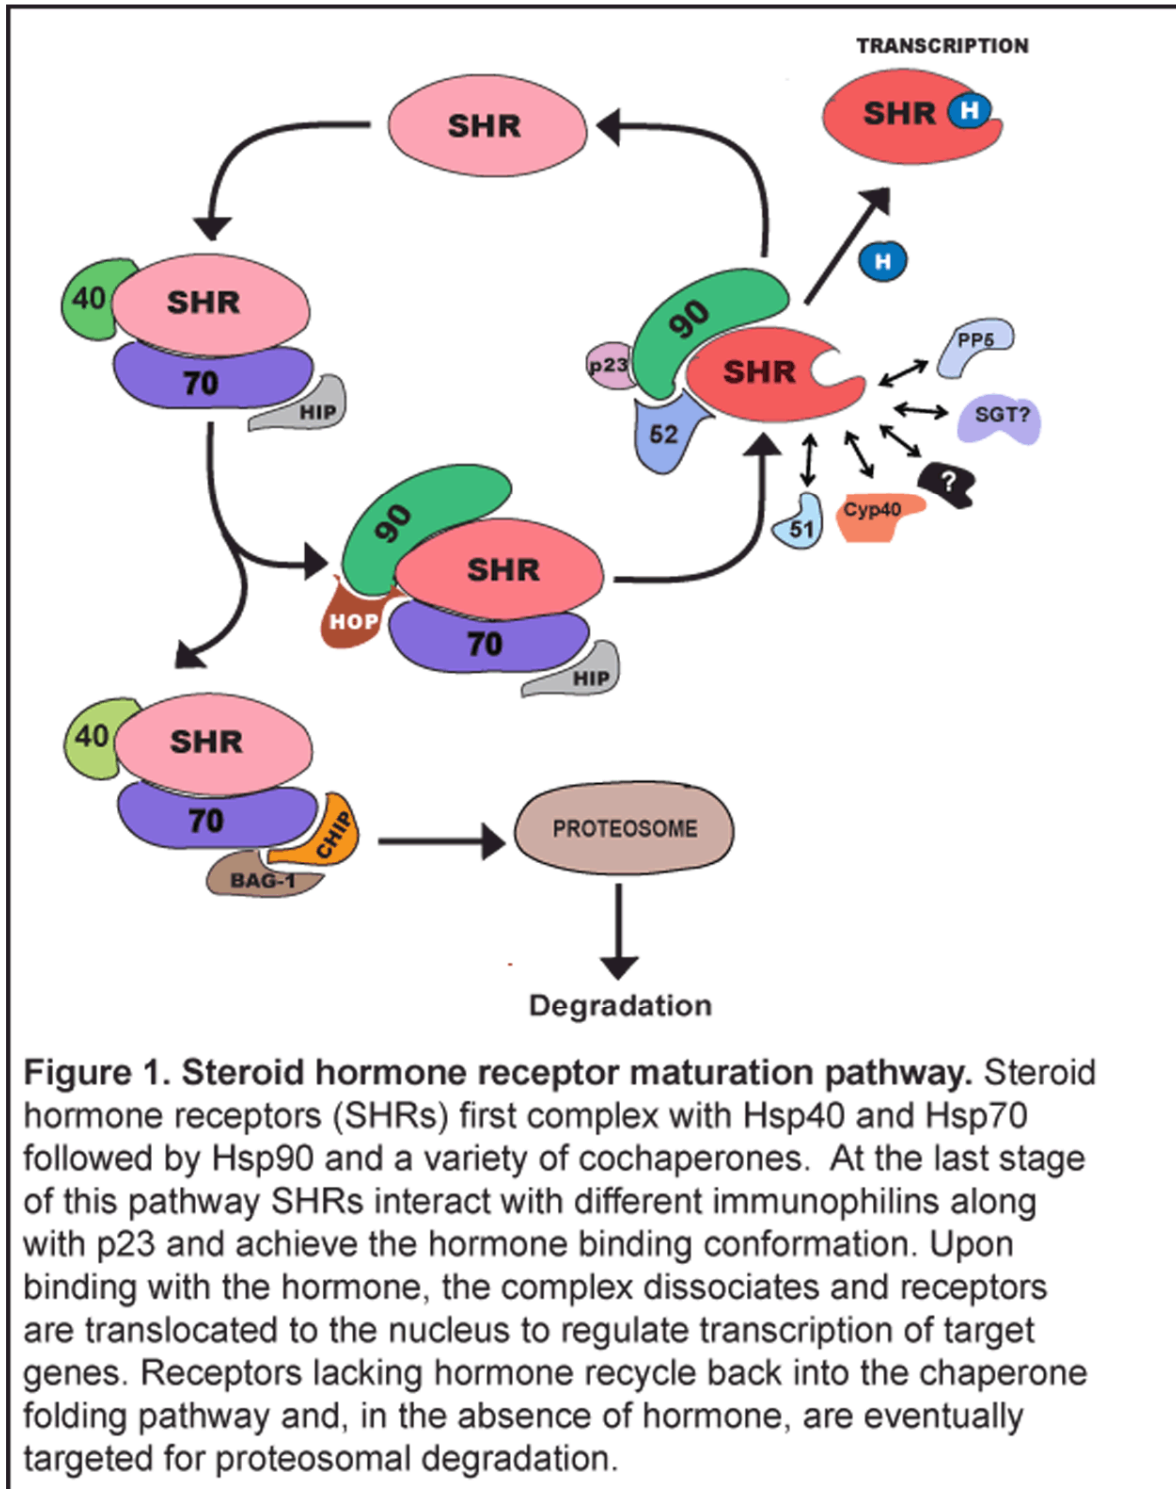 TRANSCRIPTION
SHR
H
SHR
H
40
SHR
70
HIP
90
p23
SHR
52
PP5
SGT?
?
Cyp40
51
90
SHR
HOP
70
HIP
40
SHR
70
CHIP
BAG-1
PROTEOSOME
Degradation
Figure 1. Steroid hormone receptor maturation pathway. Steroid
hormone receptors (SHRs) first complex with Hsp40 and Hsp70
followed by Hsp90 and a variety of cochaperones.  At the last stage
of this pathway SHRs interact with different immunophilins along
with p23 and achieve the hormone binding conformation. Upon
binding with the hormone, the complex dissociates and receptors
are translocated to the nucleus to regulate transcription of target
genes. Receptors lacking hormone recycle back into the chaperone
folding pathway and, in the absence of hormone, are eventually
targeted for proteosomal degradation.